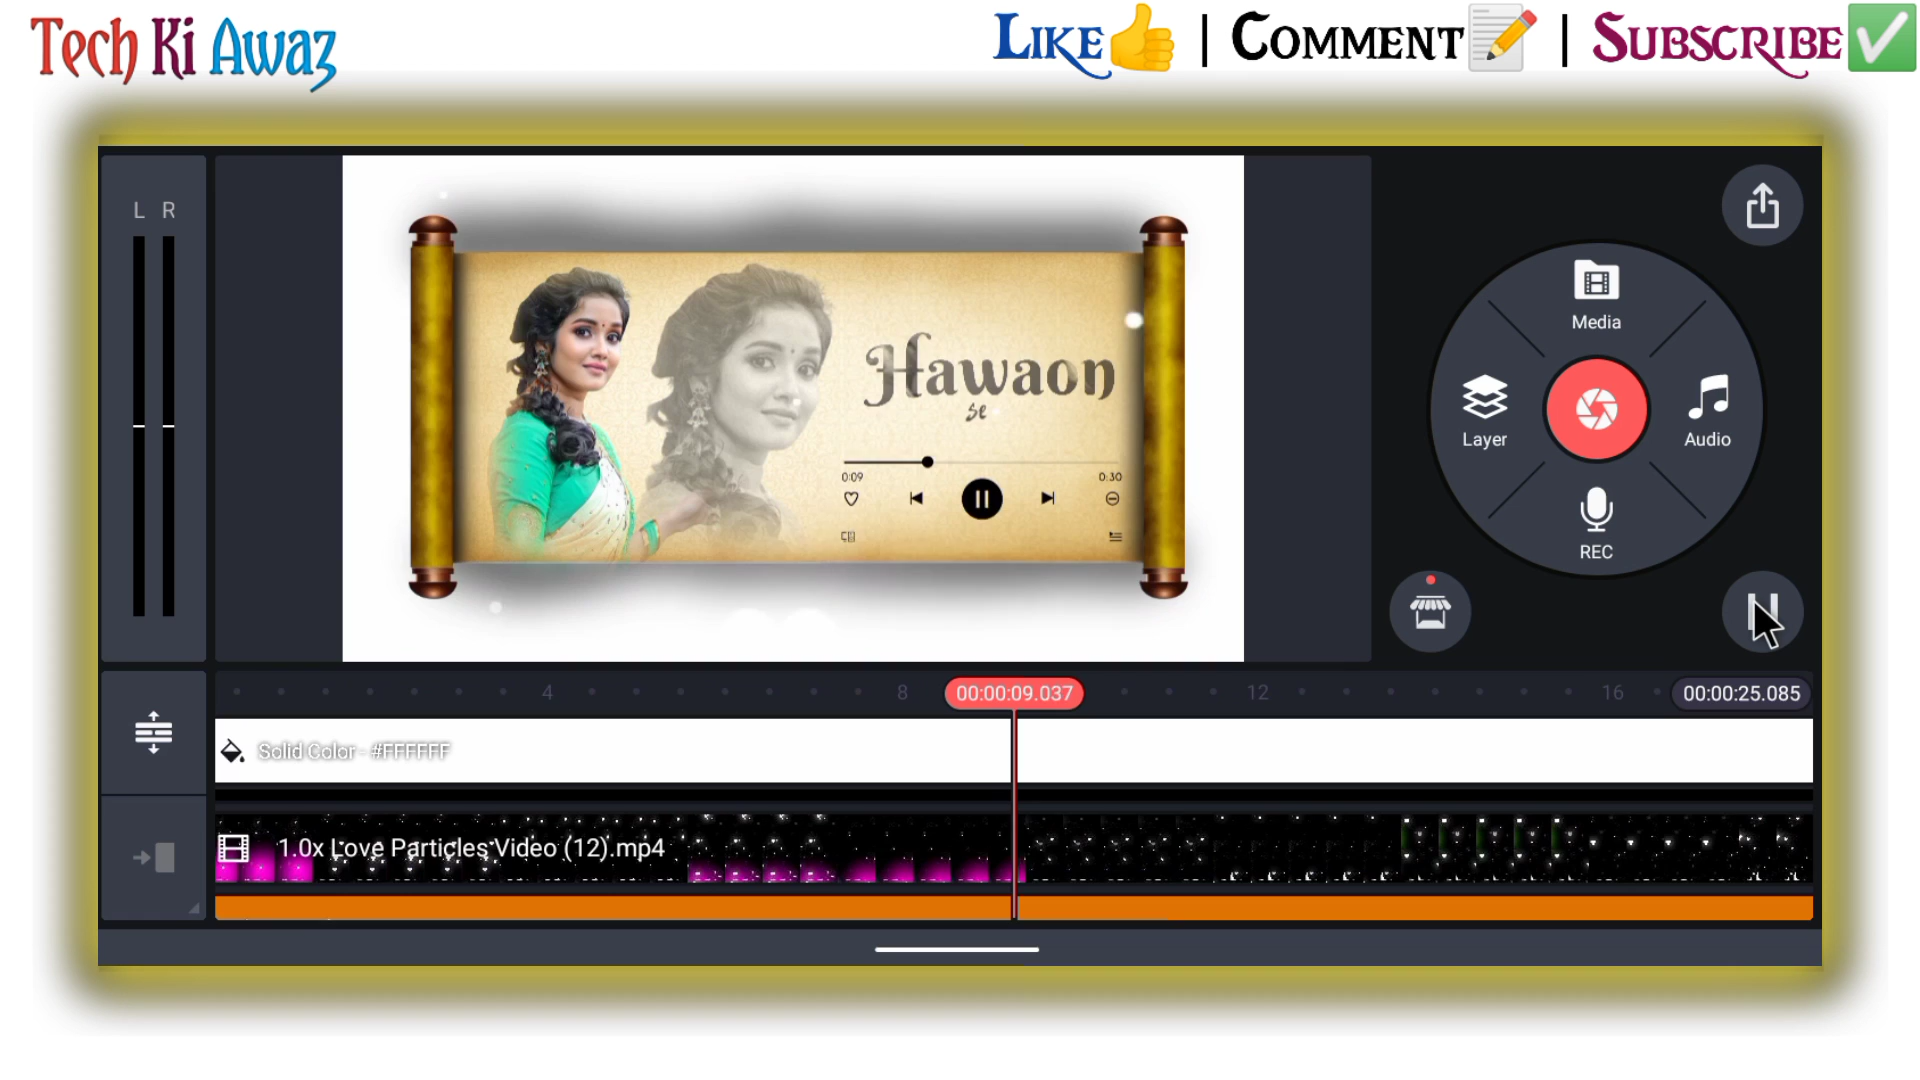 Tech Ki Awaz
Like | Comment | Subscribe
L R
Hawaon
se
0:09 0:30
Media
Layer
Audio
REC
4 8 00:00:09.037 12 16 00:00:25.085
Solid Color - #FFFFFF
1.0x Love Particles Video (12).mp4